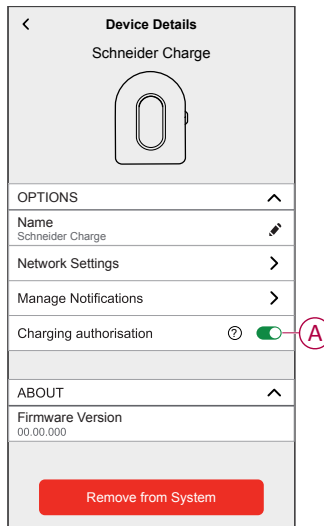 Device Details
Schneider Charge
OPTIONS
Name
Schneider Charge
Network Settings
Manage Notifications
Charging authorisation ?
A
ABOUT
Firmware Version
00.00.000
Remove from System